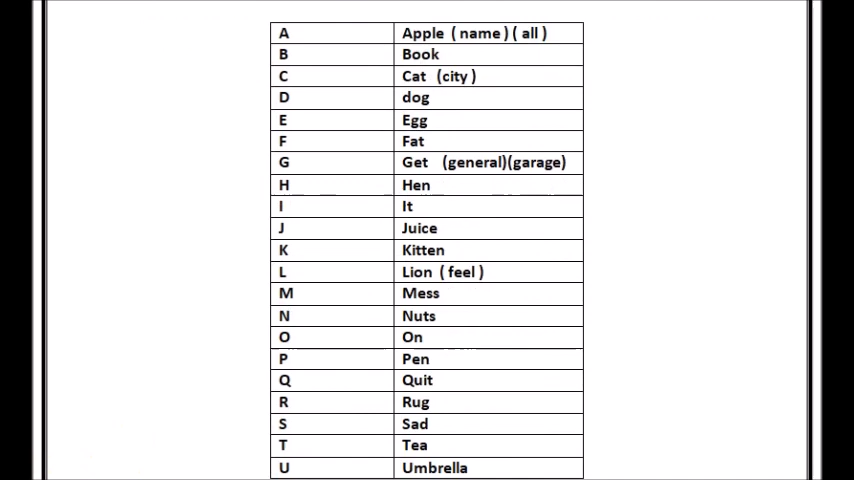 A Apple ( name ) ( all )
B Book
C Cat (city )
D dog
E Egg
F Fat
G Get (general)(garage)
H Hen
I It
J Juice
K Kitten
L Lion ( feel )
M Mess
N Nuts
O On
P Pen
Q Quit
R Rug
S Sad
T Tea
U Umbrella